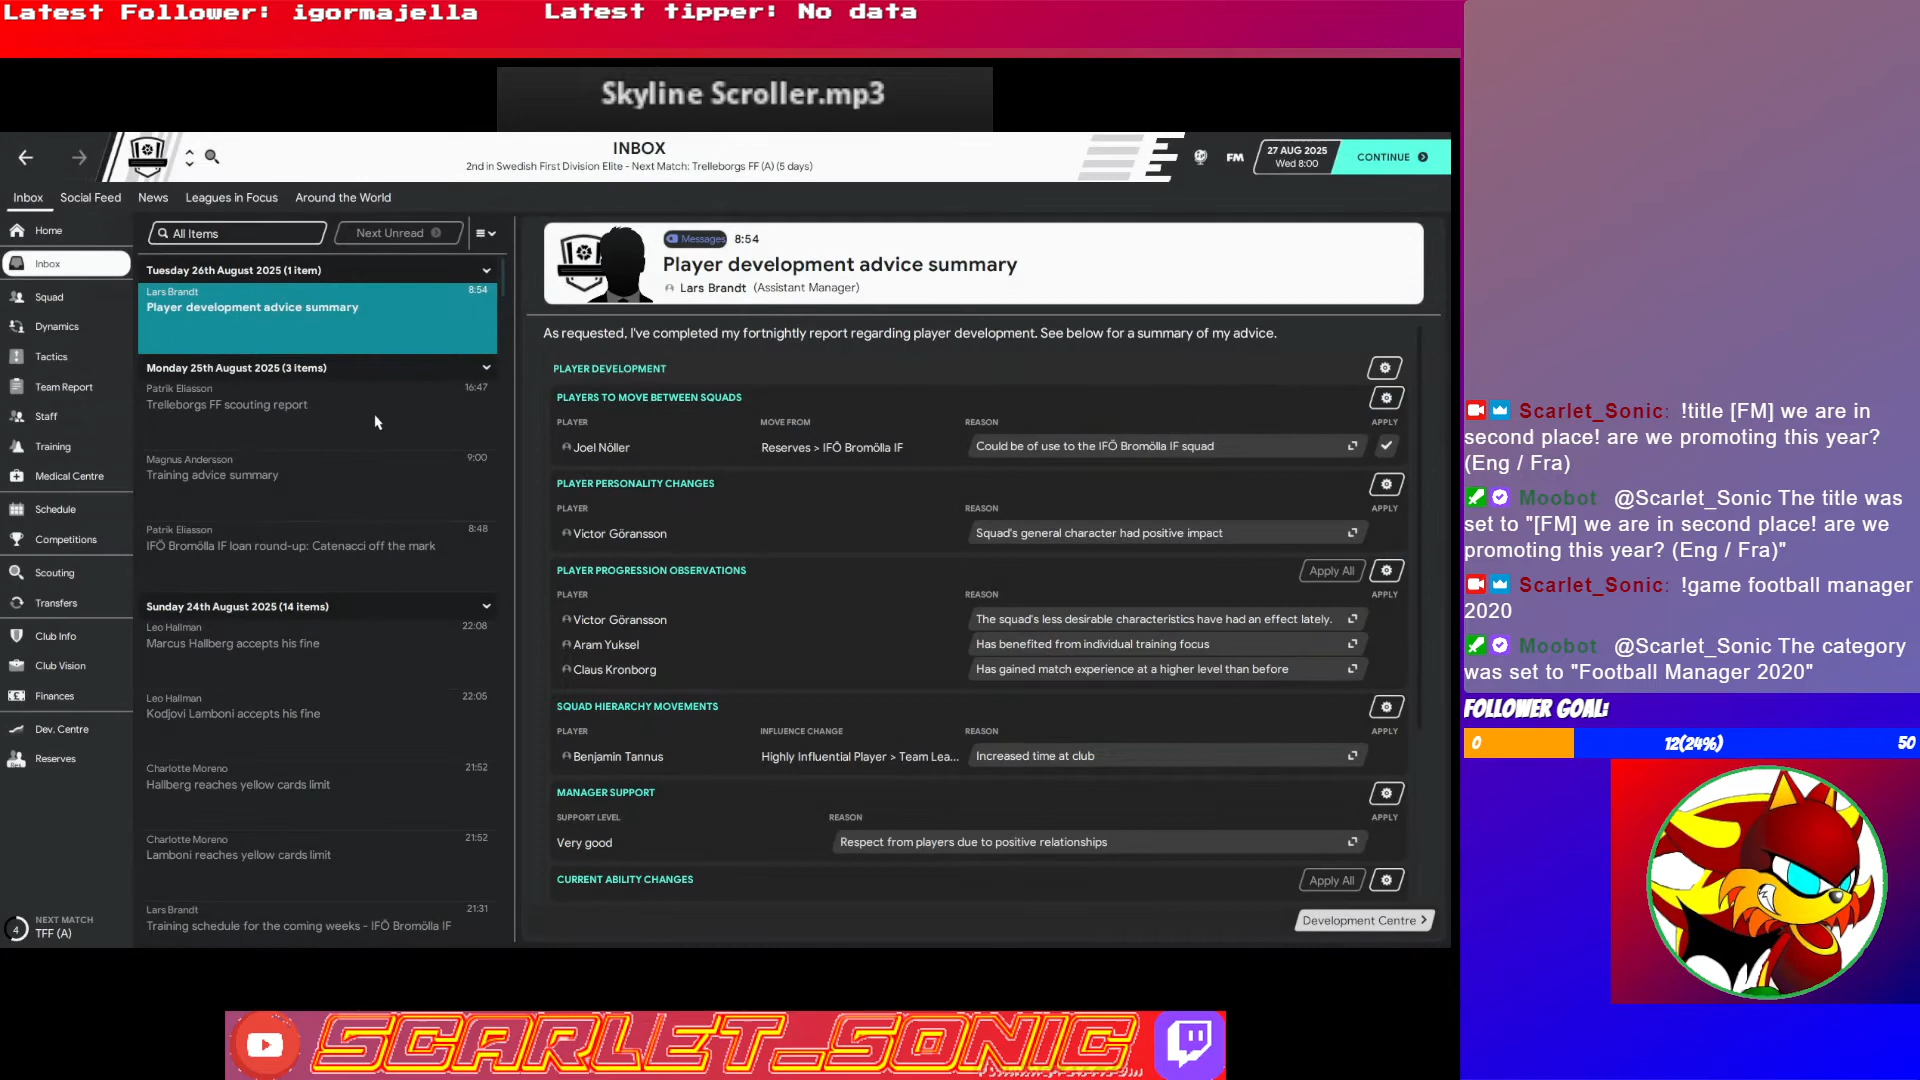 Latest Follower: igormajella
Latest tipper: No data
Skyline Scroller.mp3
INBOX
2nd in Swedish First Division Elite - Next Match: Trelleborgs FF (A) (5 days)
FM
27 AUG 2025
Wed 8:00
CONTINUE
Inbox
Social Feed
News
Leagues in Focus
Around the World
Home
Inbox
Squad
Dynamics
Tactics
Team Report
Staff
Training
Medical Centre
Schedule
Competitions
Scouting
Transfers
Club Info
Club Vision
Finances
Dev. Centre
Reserves
4
NEXT MATCH
TFF (A)
All Items
Next Unread
Tuesday 26th August 2025 (1 item)
Lars Brandt 8:54
Player development advice summary
Monday 25th August 2025 (3 items)
Patrik Eliasson 16:47
Trelleborgs FF scouting report
Magnus Andersson 9:00
Training advice summary
Patrik Eliasson 8:48
IFÖ Bromölla IF loan round-up: Catenacci off the mark
Sunday 24th August 2025 (14 items)
Leo Hallman 22:08
Marcus Hallberg accepts his fine
Leo Hallman 22:05
Kodjovi Lamboni accepts his fine
Charlotte Moreno 21:52
Hallberg reaches yellow cards limit
Charlotte Moreno 21:52
Lamboni reaches yellow cards limit
Lars Brandt 21:31
Training schedule for the coming weeks - IFÖ Bromölla IF
Messages 8:54
Player development advice summary
Lars Brandt (Assistant Manager)
As requested, I've completed my fortnightly report regarding player development. See below for a summary of my advice.
PLAYER DEVELOPMENT
PLAYERS TO MOVE BETWEEN SQUADS
PLAYER MOVE FROM REASON APPLY
Joel Nöller Reserves > IFÖ Bromölla IF Could be of use to the IFÖ Bromölla IF squad
PLAYER PERSONALITY CHANGES
PLAYER REASON APPLY
Victor Göransson Squad's general character had positive impact
PLAYER PROGRESSION OBSERVATIONS Apply All
PLAYER REASON APPLY
Victor Göransson The squad's less desirable characteristics have had an effect lately.
Aram Yuksel Has benefited from individual training focus
Claus Kronborg Has gained match experience at a higher level than before
SQUAD HIERARCHY MOVEMENTS
PLAYER INFLUENCE CHANGE REASON APPLY
Benjamin Tannus Highly Influential Player > Team Lea... Increased time at club
MANAGER SUPPORT
SUPPORT LEVEL REASON APPLY
Very good Respect from players due to positive relationships
CURRENT ABILITY CHANGES Apply All
Development Centre >
Scarlet_Sonic: !title [FM] we are in
second place! are we promoting this year?
(Eng / Fra)
Moobot: @Scarlet_Sonic The title was
set to "[FM] we are in second place! are we
promoting this year? (Eng / Fra)"
Scarlet_Sonic: !game football manager
2020
Moobot: @Scarlet_Sonic The category
was set to "Football Manager 2020"
FOLLOWER GOAL:
0 12(24%) 50
SCARLET_SONIC